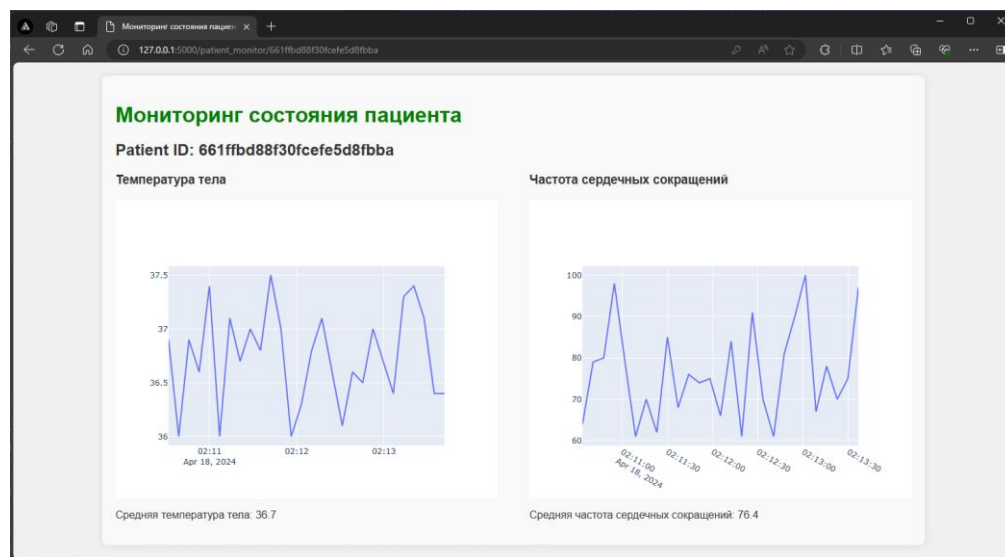 Мониторинг состояния пациен
127.0.0.1:5000/patient_monitor/661ffbd88f30fcefe5d8fbba
Мониторинг состояния пациента
Patient ID: 661ffbd88f30fcefe5d8fbba
Температура тела
37.5
37
36.5
36
02:11
02:12
02:13
Apr 18, 2024
Средняя температура тела: 36.7
Частота сердечных сокращений
100
90
80
70
60
02:11:00
02:11:30
02:12:00
02:12:30
02:13:00
02:13:30
Apr 18, 2024
Средняя частота сердечных сокращений: 76.4